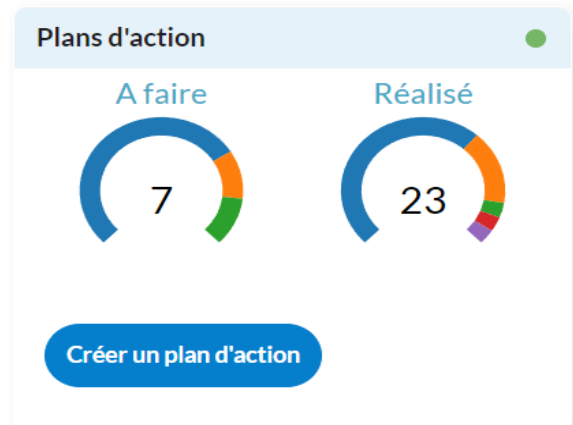 Plans d'action
A faire
Réalisé
7
23
Créer un plan d'action